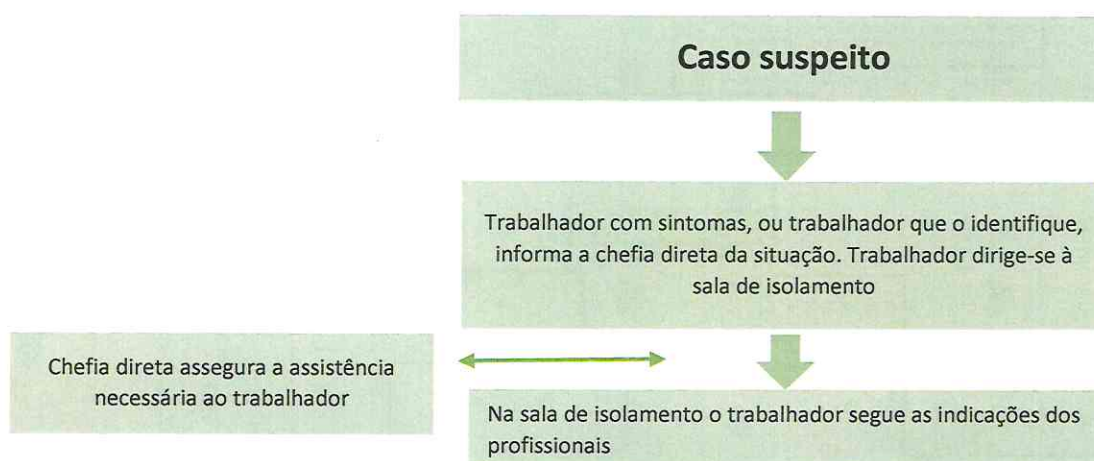 Caso suspeito
Trabalhador com sintomas, ou trabalhador que o identifique,
informa a chefia direta da situação. Trabalhador dirige-se à
sala de isolamento
Chefia direta assegura a assistência
necessária ao trabalhador
Na sala de isolamento o trabalhador segue as indicações dos
profissionais